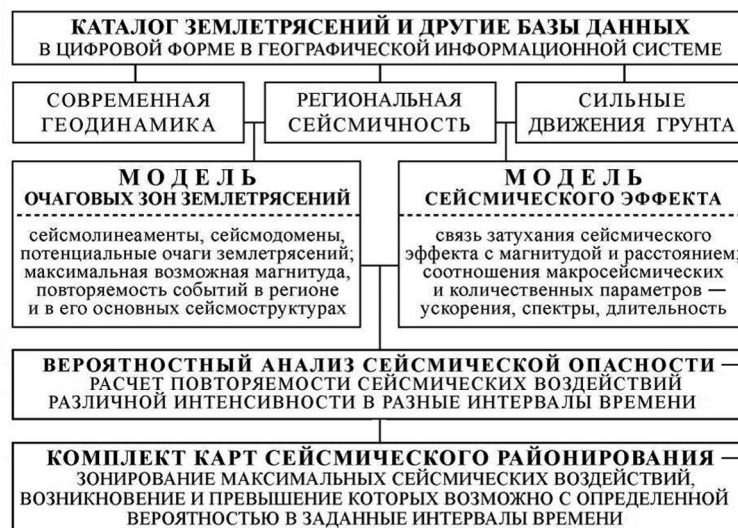 КАТАЛОГ ЗЕМЛЕТРЯСЕНИЙ И ДРУГИЕ БАЗЫ ДАННЫХ
В ЦИФРОВОЙ ФОРМЕ В ГЕОГРАФИЧЕСКОЙ ИНФОРМАЦИОННОЙ СИСТЕМЕ
СОВРЕМЕННАЯ
ГЕОДИНАМИКА
РЕГИОНАЛЬНАЯ
СЕЙСМИЧНОСТЬ
СИЛЬНЫЕ
ДВИЖЕНИЯ ГРУНТА
МОДЕЛЬ
ОЧАГОВЫХ ЗОН ЗЕМЛЕТРЯСЕНИЙ
сейсмолинеаменты, сейсмодомены,
потенциальные очаги землетрясений;
максимальная возможная магнитуда,
повторяемость событий в регионе
и в его основных сейсмоструктурах
МОДЕЛЬ
СЕЙСМИЧЕСКОГО ЭФФЕКТА
связь затухания сейсмического
эффекта с магнитудой и расстоянием;
соотношения макросейсмических
и количественных параметров —
ускорения, спектры, длительность
ВЕРОЯТНОСТНЫЙ АНАЛИЗ СЕЙСМИЧЕСКОЙ ОПАСНОСТИ —
РАСЧЕТ ПОВТОРЯЕМОСТИ СЕЙСМИЧЕСКИХ ВОЗДЕЙСТВИЙ
РАЗЛИЧНОЙ ИНТЕНСИВНОСТИ В РАЗНЫЕ ИНТЕРВАЛЫ ВРЕМЕНИ
КОМПЛЕКТ КАРТ СЕЙСМИЧЕСКОГО РАЙОНИРОВАНИЯ —
ЗОНИРОВАНИЕ МАКСИМАЛЬНЫХ СЕЙСМИЧЕСКИХ ВОЗДЕЙСТВИЙ,
ВОЗНИКНОВЕНИЕ И ПРЕВЫШЕНИЕ КОТОРЫХ ВОЗМОЖНО С ОПРЕДЕЛЕННОЙ
ВЕРОЯТНОСТЬЮ В ЗАДАННЫЕ ИНТЕРВАЛЫ ВРЕМЕНИ